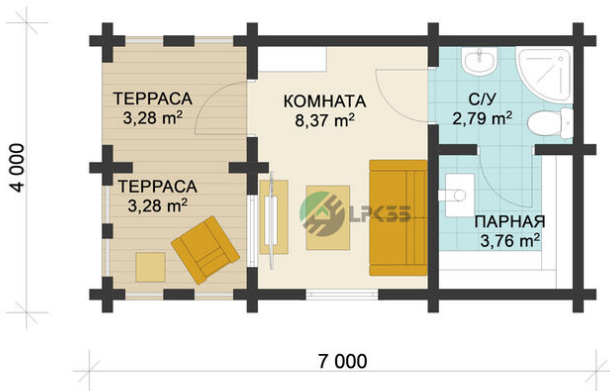 ТЕРРАСА
3,28 m²
КОМНАТА
8,37 m²
С/У
2,79 m²
ТЕРРАСА
3,28 m²
LPK55
ПАРНАЯ
3,76 m²
4 000
7 000